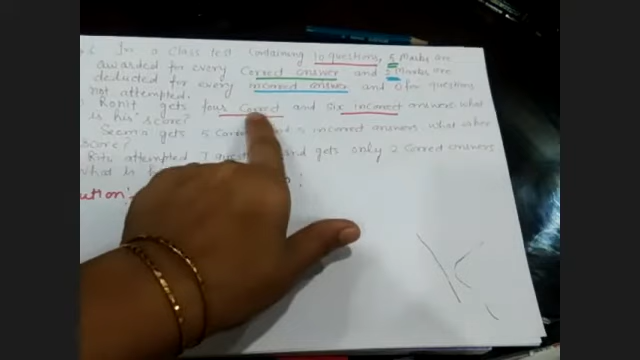 In a class test containing 10 questions, 5 Marks are
awarded for every Correct answer and Marks are
deducted for every incorrect answer and 0 for questions
not attempted.
Rohit gets four Correct and six incorrect answers what
is his score?
Seema gets 5 Correct 5 incorrect answers, what is her
Score?
Ritu attempted 7 and gets only 2 Correct answers
What is
ution:-